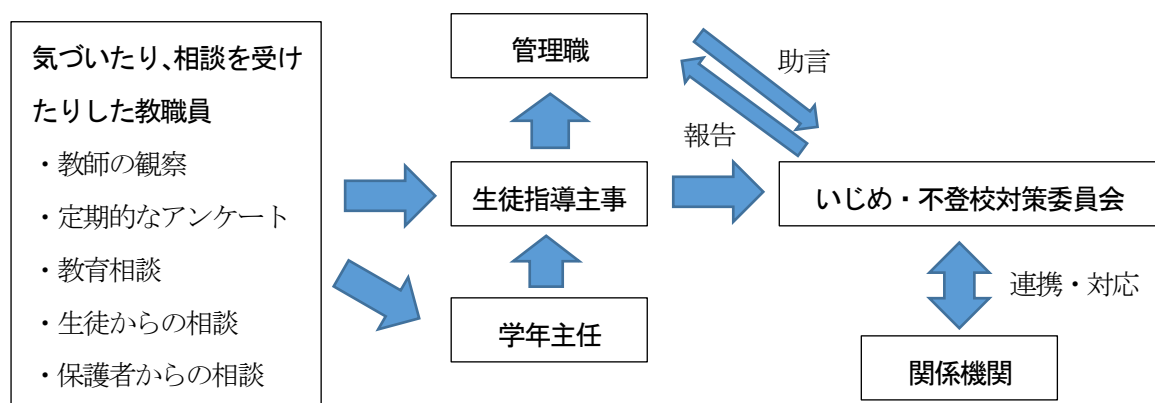 気づいたり、相談を受け
たりした教職員
・教師の観察
・定期的なアンケート
・教育相談
・生徒からの相談
・保護者からの相談
管理職
生徒指導主事
学年主任
助言
報告
いじめ・不登校対策委員会
連携・対応
関係機関